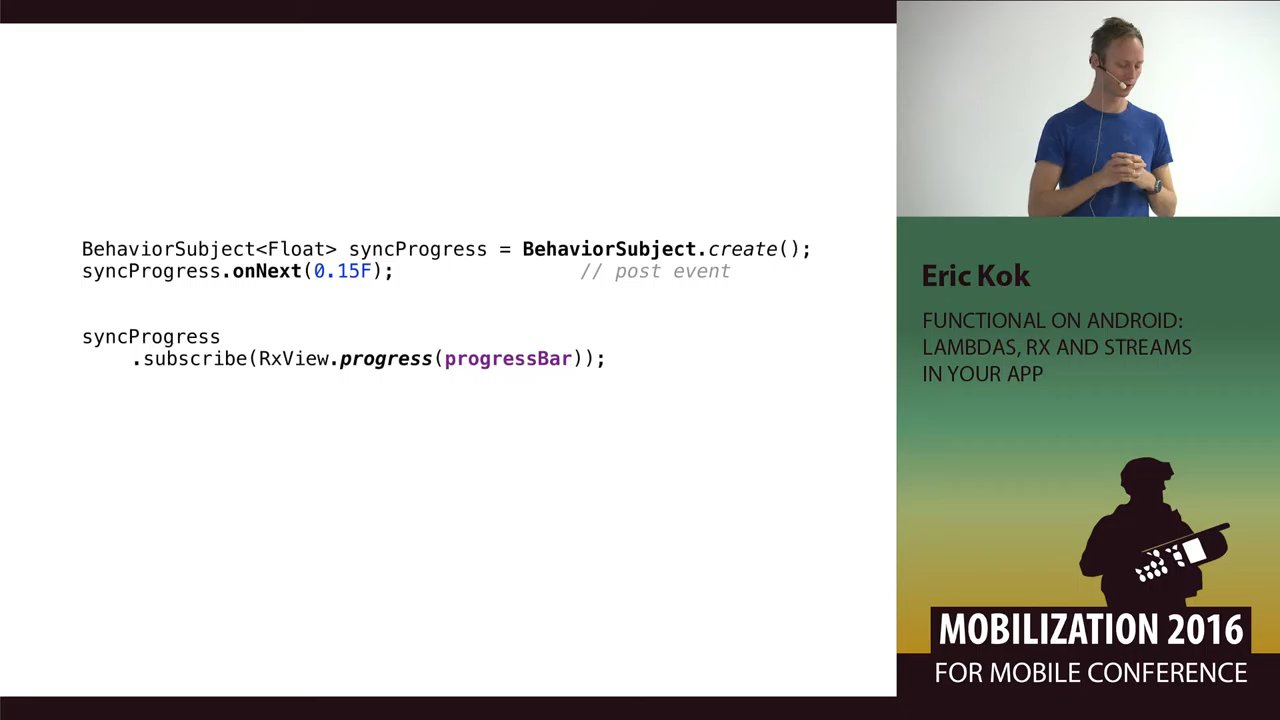 BehaviorSubject<Float> syncProgress = BehaviorSubject.create();
syncProgress.onNext(0.15F); // post event
syncProgress
.subscribe(RxView.progress(progressBar));
Eric Kok
FUNCTIONAL ON ANDROID:
LAMBDAS, RX AND STREAMS
IN YOUR APP
MOBILIZATION 2016
FOR MOBILE CONFERENCE